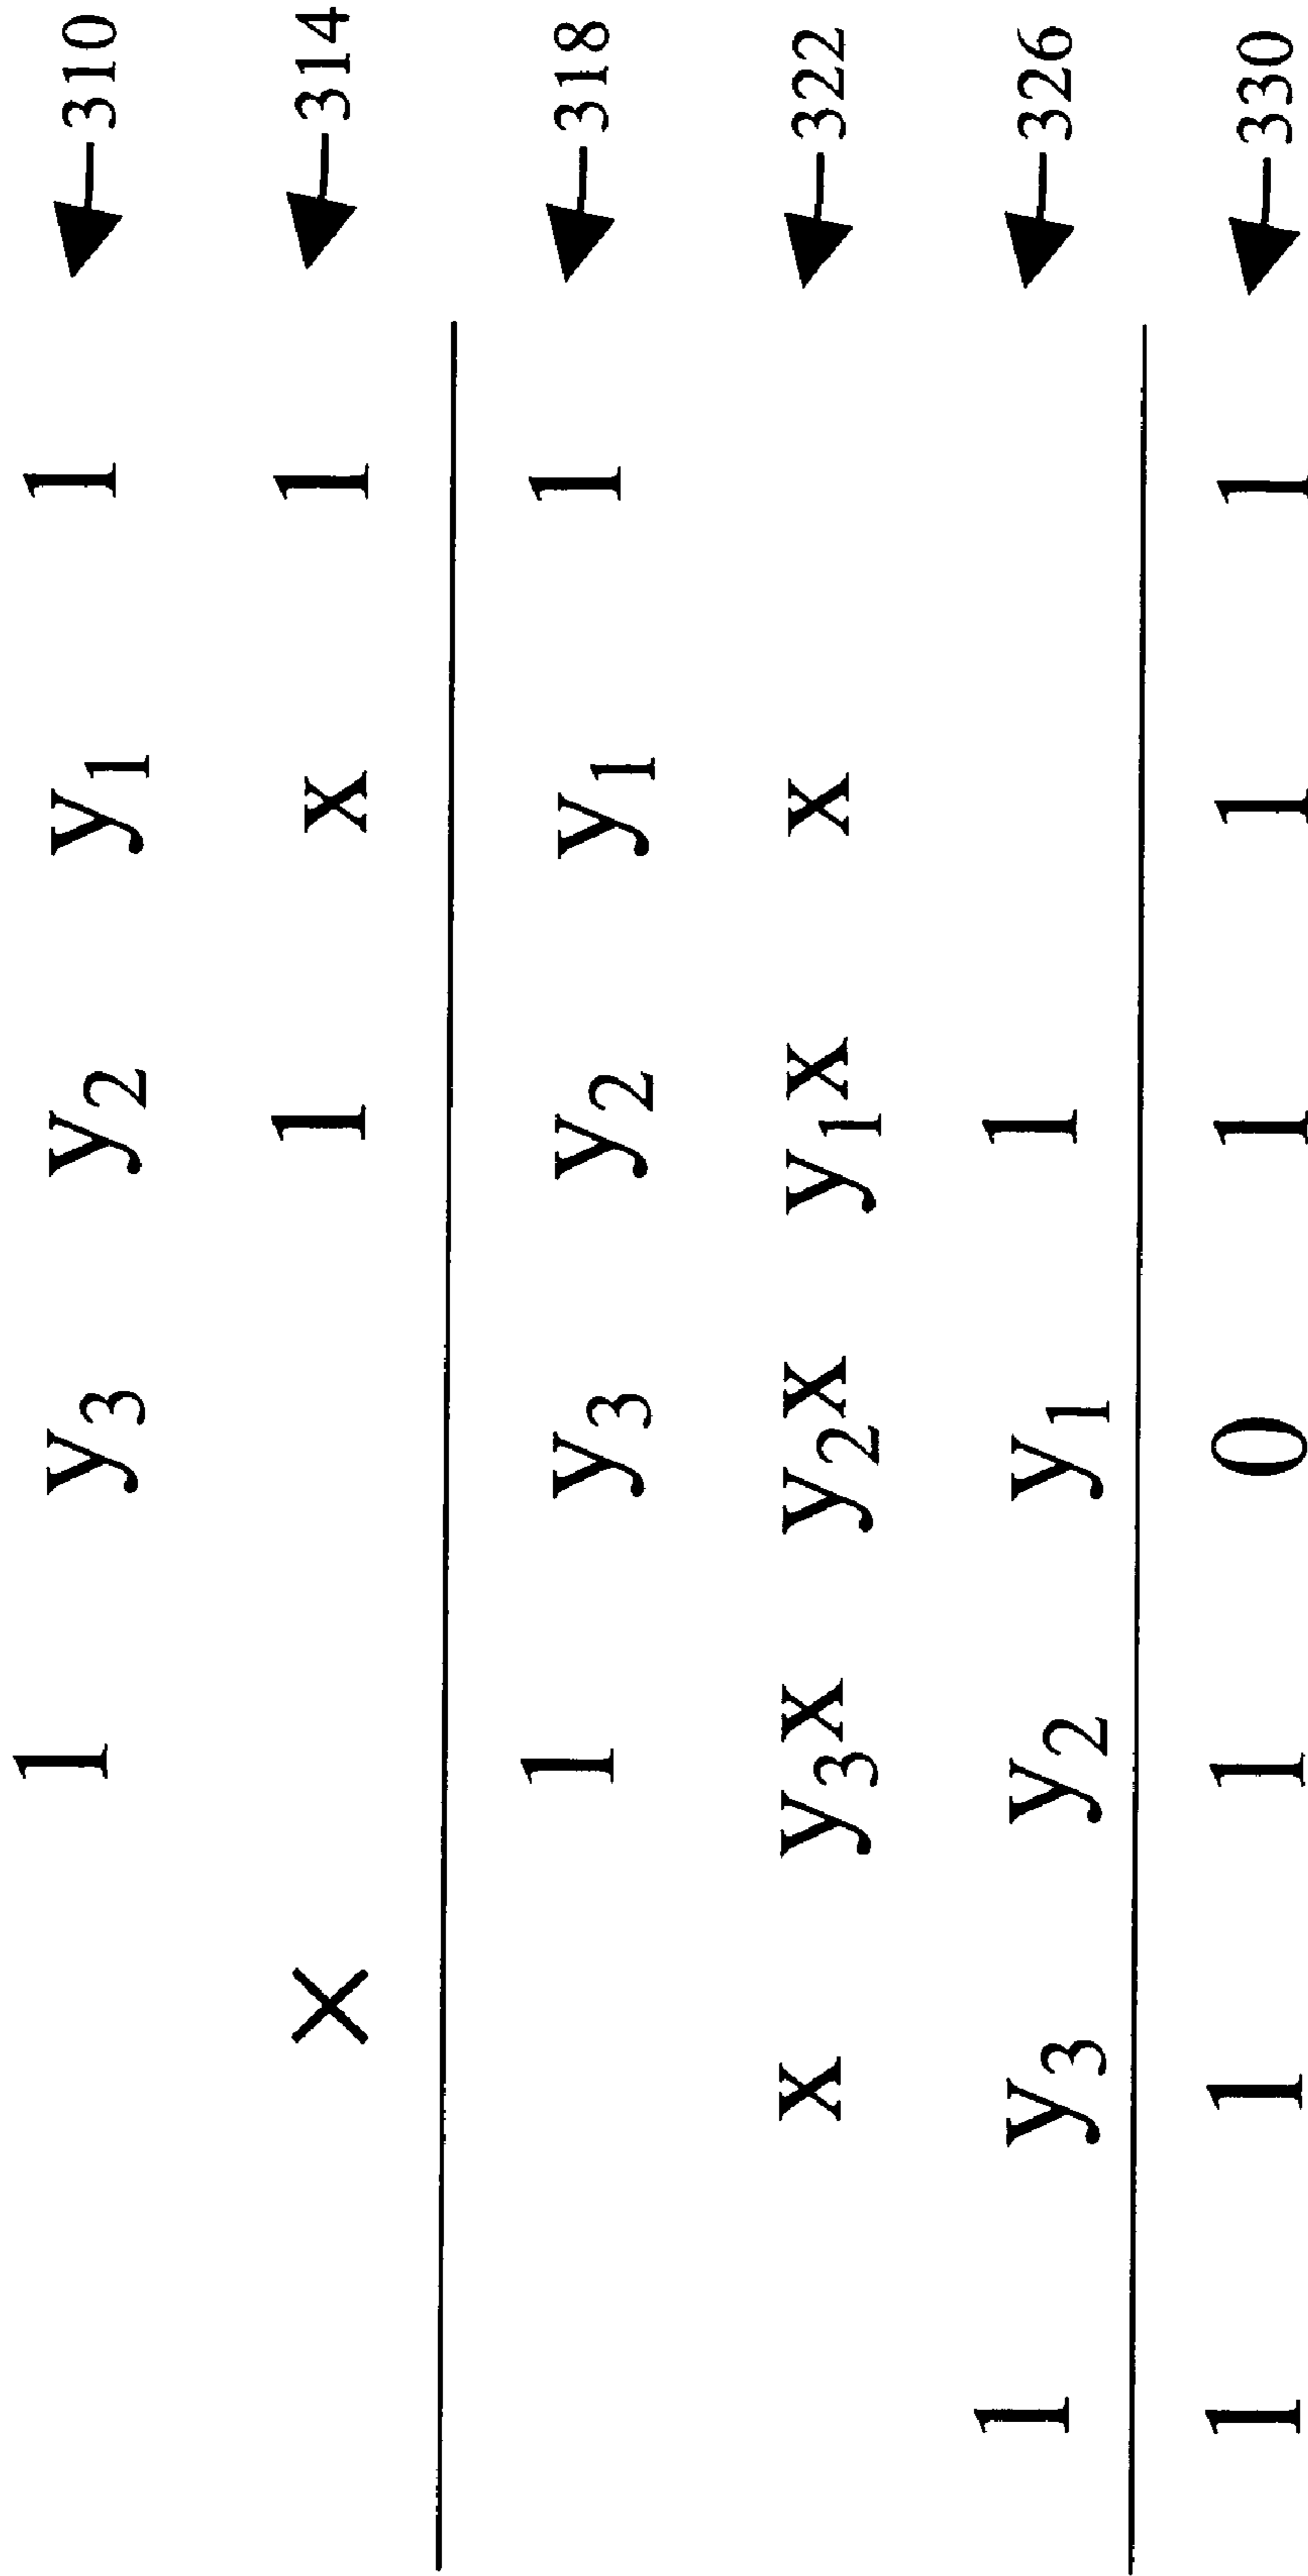 1 y₃ y₂ y₁ 1 310
× 1 x 1 314
1 y₃ y₂ y₁ 1 318
x y₃x y₂x y₁x x 322
1 y₃ y₂ y₁ 1 326
1 1 1 0 1 1 1 330